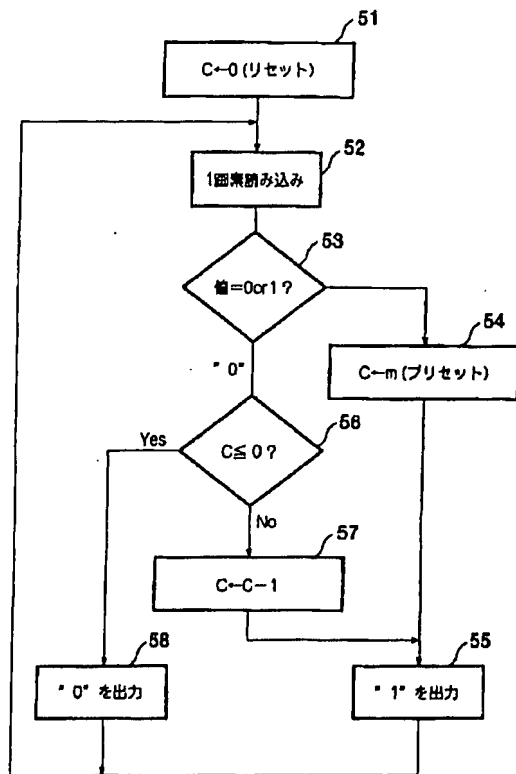 51
C←0(リセット)
52
1画素読み込み
53
値=0or1?
54
"0"
C←m(プリセット)
56
Yes
C≦0?
No
57
C←C-1
58
55
"0"を出力
"1"を出力